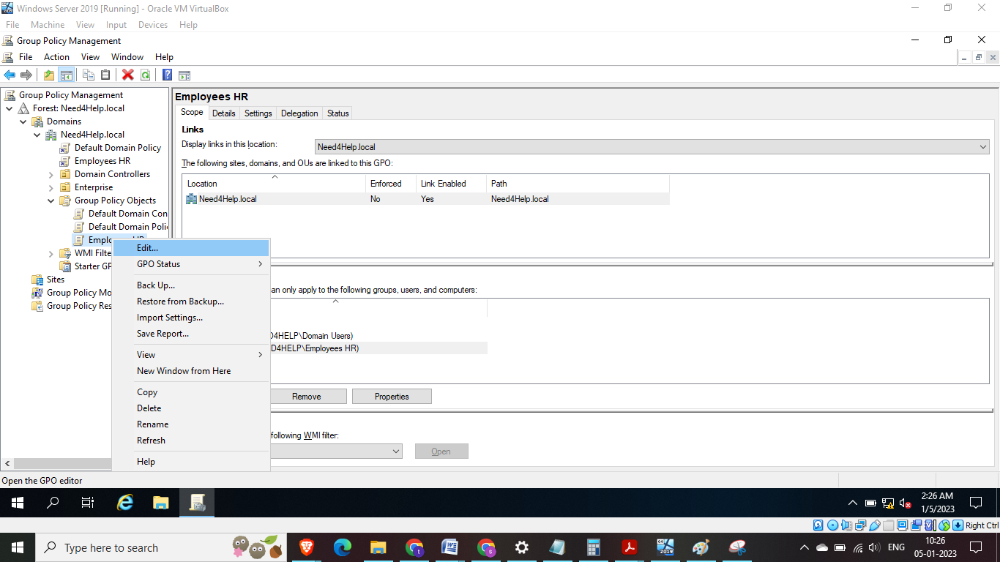 Windows Server 2019 [Running] - Oracle VM VirtualBox
File Machine View Input Devices Help
Group Policy Management
File Action View Window Help
Group Policy Management
Forest: Need4Help.local
Domains
Need4Help.local
Default Domain Policy
Employees HR
Domain Controllers
Enterprise
Group Policy Objects
Default Domain Con
Default Domain Poli
WMI Filte
Starter GP
Sites
Group Policy Mo
Group Policy Res
Employees HR
Scope Details Settings Delegation Status
Links
Display links in this location: Need4Help.local
The following sites, domains, and OUs are linked to this GPO:
Location Enforced Link Enabled Path
Need4Help.local No Yes Need4Help.local
Edit...
GPO Status
Back Up...
Restore from Backup...
Import Settings...
Save Report...
View
New Window from Here
Copy
Delete
Rename
Refresh
Help
an only apply to the following groups, users, and computers:
D4HELP\Domain Users)
D4HELP\Employees HR)
Remove Properties
following WMI filter:
Open
Open the GPO editor
2:26 AM
1/5/2023
Right Ctrl
Type here to search
ENG
10:26
05-01-2023